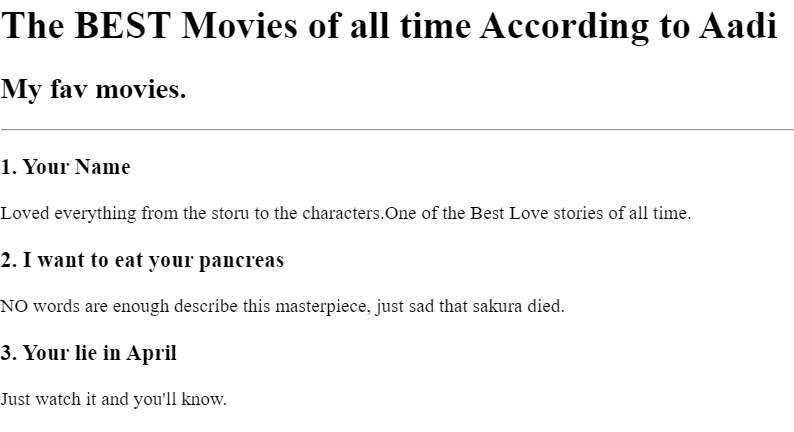 The BEST Movies of all time According to Aadi
My fav movies.
1. Your Name
Loved everything from the storu to the characters.One of the Best Love stories of all time.
2. I want to eat your pancreas
NO words are enough describe this masterpiece, just sad that sakura died.
3. Your lie in April
Just watch it and you'll know.